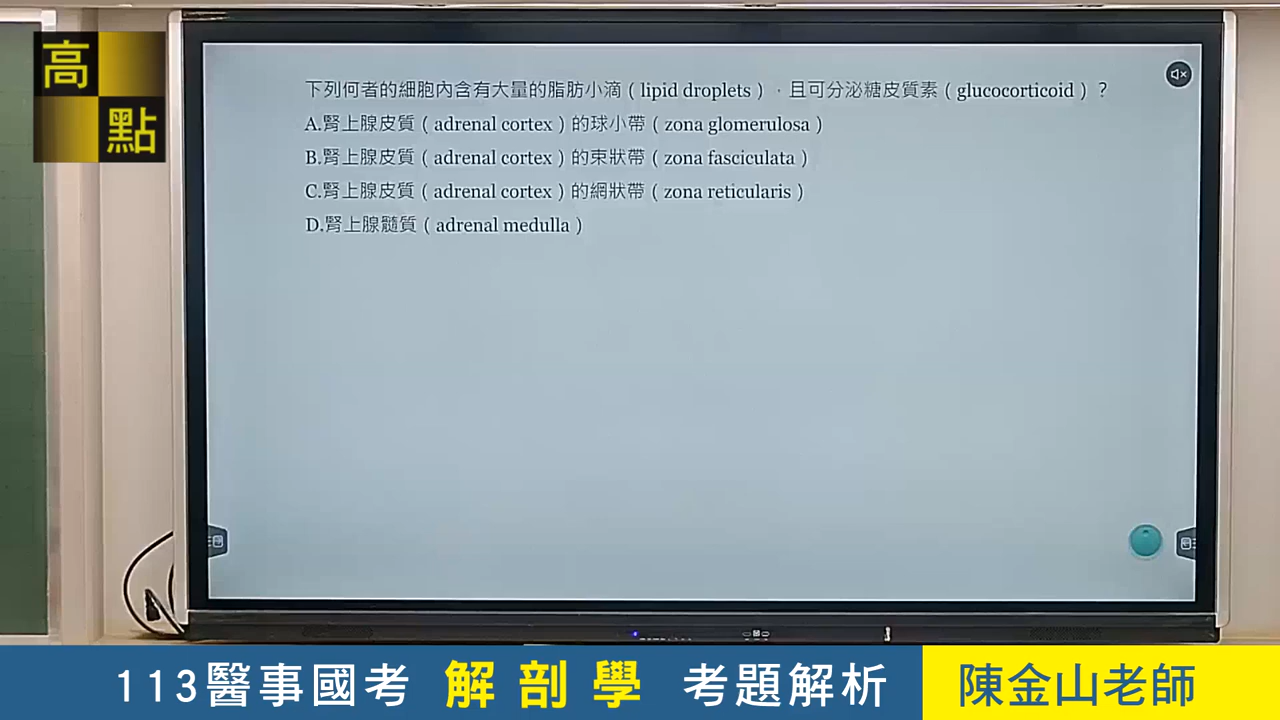 高
點
下列何者的細胞內含有大量的脂肪小滴（lipid droplets），且可分泌糖皮質素（glucocorticoid）？
A.腎上腺皮質（adrenal cortex）的球小帶（zona glomerulosa）
B.腎上腺皮質（adrenal cortex）的束狀帶（zona fasciculata）
C.腎上腺皮質（adrenal cortex）的網狀帶（zona reticularis）
D.腎上腺髓質（adrenal medulla）
113醫事國考 解剖學 考題解析 陳金山老師